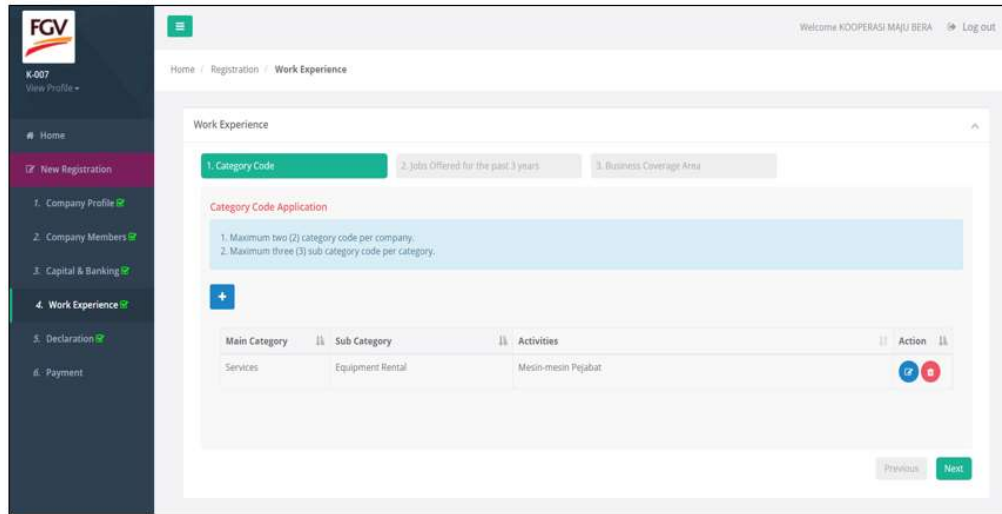 FGV
K-007
View Profile
Home
New Registration
1. Company Profile
2. Company Members
3. Capital & Banking
4. Work Experience
5. Declaration
6. Payment
Welcome KOOPERASI MAJU BERA Log out
Home / Registration / Work Experience
Work Experience
1. Category Code 2. Jobs Offered for the past 3 years 3. Business Coverage Area
Category Code Application
1. Maximum two (2) category code per company.
2. Maximum three (3) sub category code per category.
+
Main Category Sub Category Activities Action
Services Equipment Rental Mesin-mesin Pejabat
Previous Next